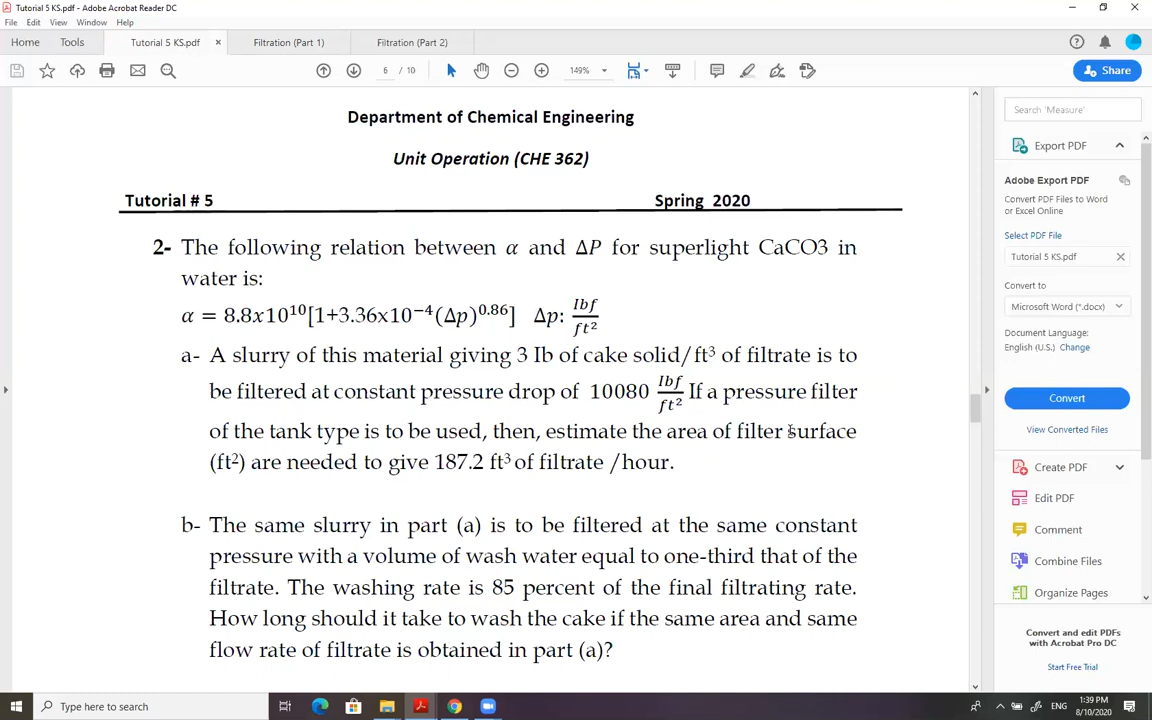 Tutorial 5 KS.pdf - Adobe Acrobat Reader DC
File Edit View Window Help
Home Tools Tutorial 5 KS.pdf × Filtration (Part 1) Filtration (Part 2)
6 / 10 149% Share
Department of Chemical Engineering
Unit Operation (CHE 362)
Tutorial # 5 Spring 2020
2- The following relation between α and ΔP for superlight CaCO3 in
water is:
α = 8.8x10¹⁰[1+3.36x10⁻⁴(Δp)⁰·⁸⁶] Δp: Ibf/ft²
a- A slurry of this material giving 3 Ib of cake solid/ft³ of filtrate is to
be filtered at constant pressure drop of 10080 Ibf/ft² If a pressure filter
of the tank type is to be used, then, estimate the area of filter surface
(ft²) are needed to give 187.2 ft³ of filtrate /hour.
b- The same slurry in part (a) is to be filtered at the same constant
pressure with a volume of wash water equal to one-third that of the
filtrate. The washing rate is 85 percent of the final filtrating rate.
How long should it take to wash the cake if the same area and same
flow rate of filtrate is obtained in part (a)?
Search 'Measure'
Export PDF
Adobe Export PDF
Convert PDF Files to Word
or Excel Online
Select PDF File
Tutorial 5 KS.pdf ×
Convert to
Microsoft Word (*.docx)
Document Language:
English (U.S.) Change
Convert
View Converted Files
Create PDF
Edit PDF
Comment
Combine Files
Organize Pages
Convert and edit PDFs
with Acrobat Pro DC
Start Free Trial
Type here to search
ENG
1:39 PM
8/10/2020